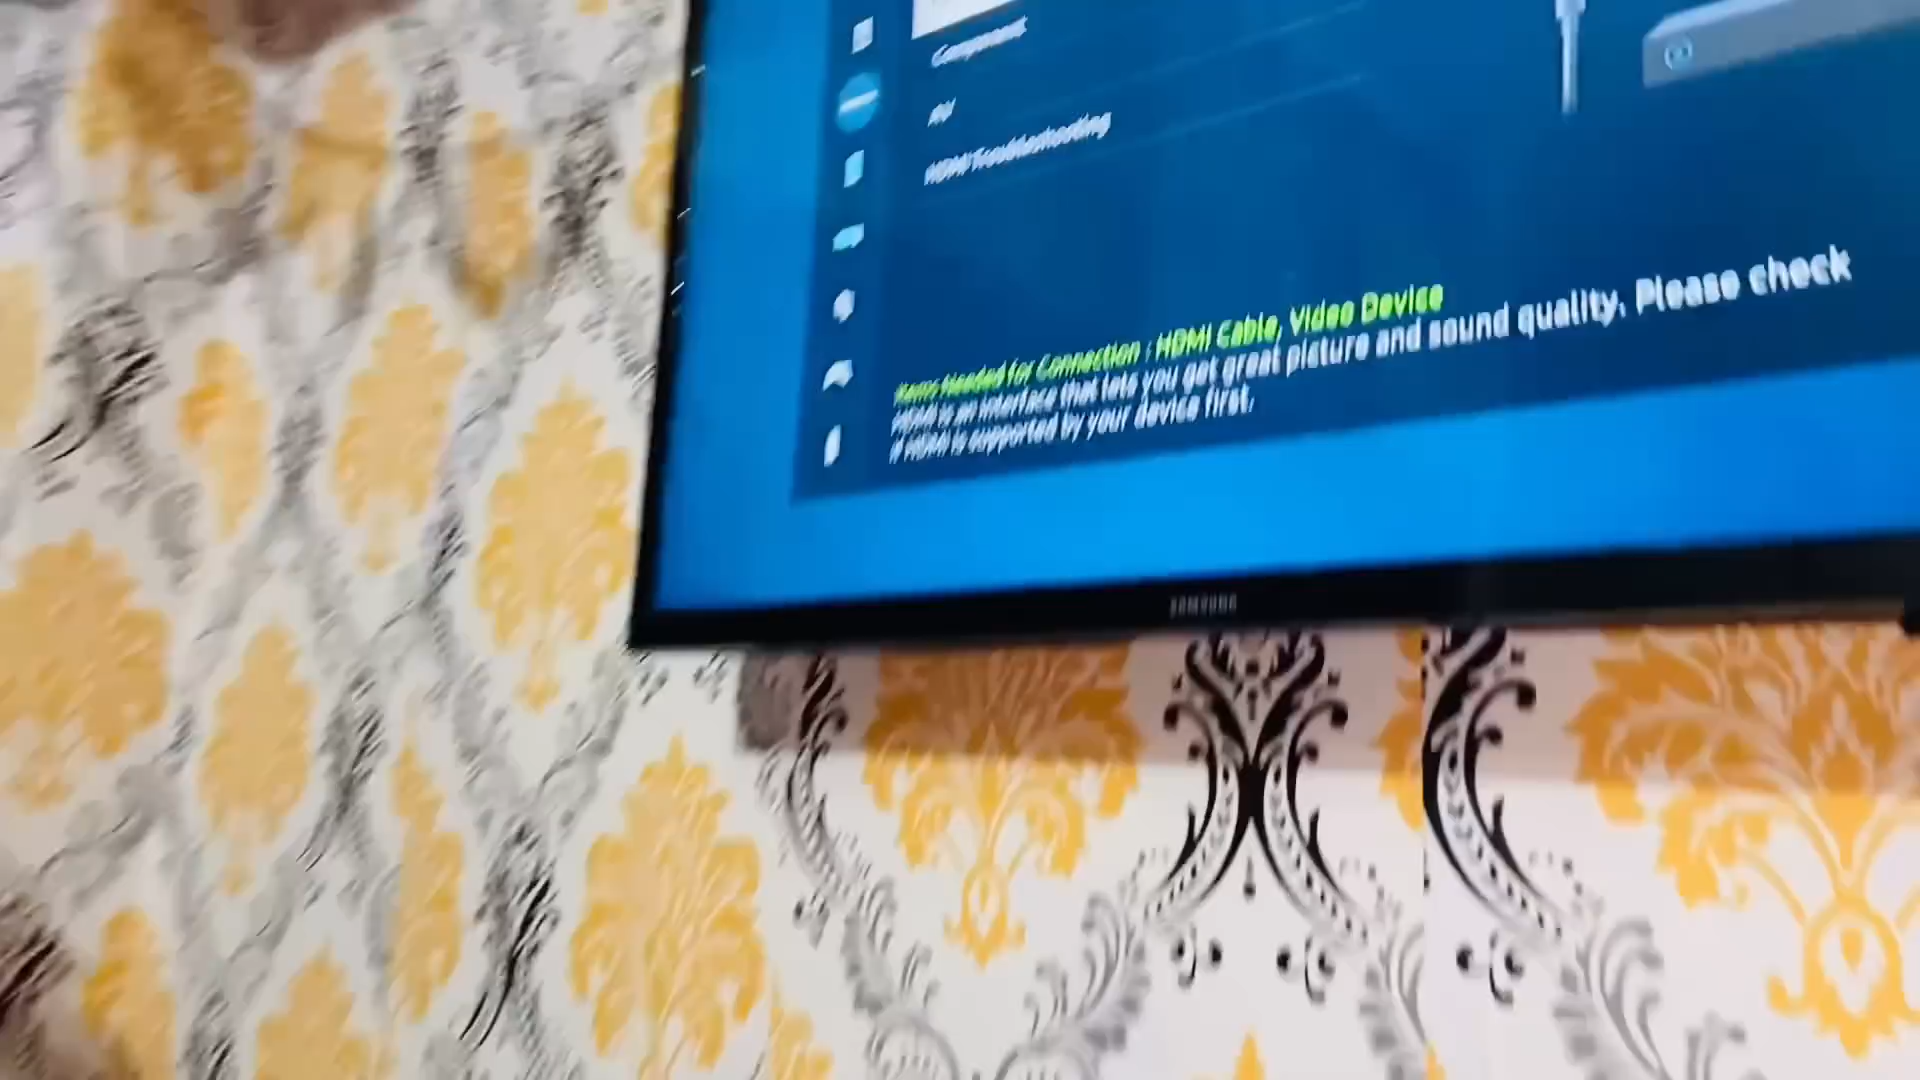 Component
AV
HDMI Troubleshooting
Items Needed for Connection : HDMI Cable, Video Device
HDMI is an interface that lets you get great picture and sound quality. Please check
if HDMI is supported by your device first.
SAMSUNG